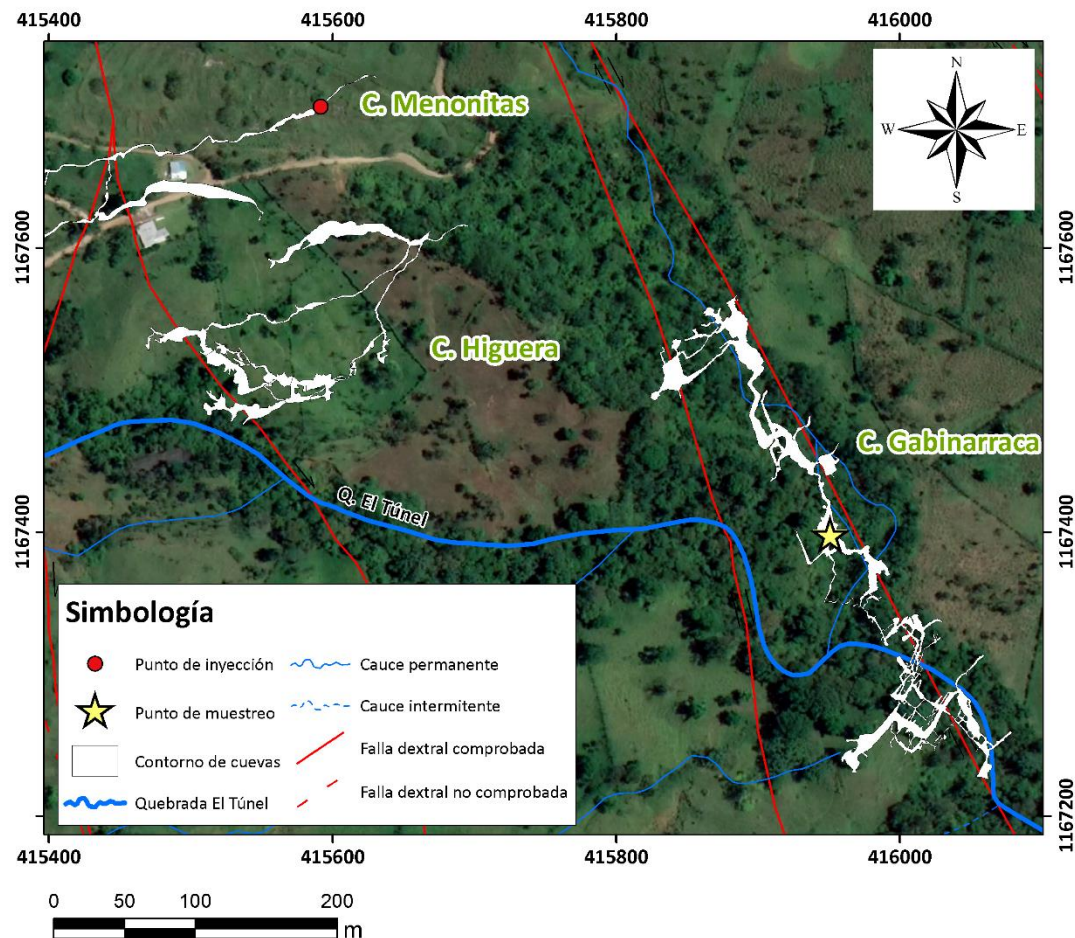 415400 415600 415800 416000
N
W E
S
C. Menonitas
1167600 1167600
C. Higuera
C. Gabinarraca
Q. El Túnel
1167400 1167400
Simbología
Punto de inyección
Cauce permanente
Punto de muestreo
Cauce intermitente
Contorno de cuevas
Falla dextral comprobada
Quebrada El Túnel
Falla dextral no comprobada
1167200
415400 415600 415800 416000
0 50 100 200
m